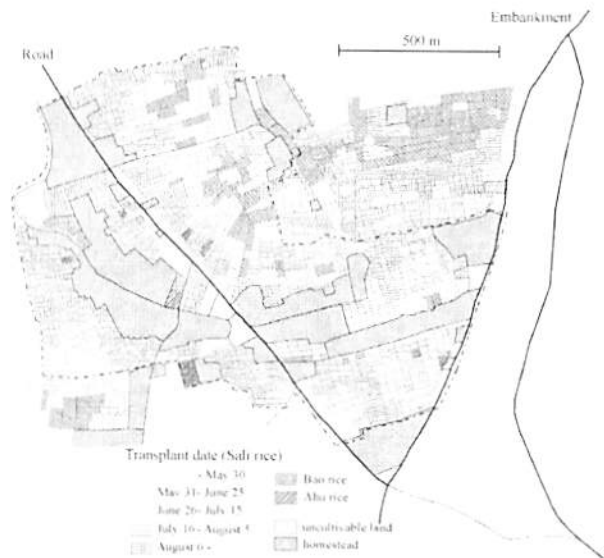 Embankment
500 m
Road
Transplant date (Sali rice)
- May 30
May 31- June 25
June 26- July 15
July 16 - August 5
August 6 -
Bao rice
Ahu rice
uncultivable land
homestead